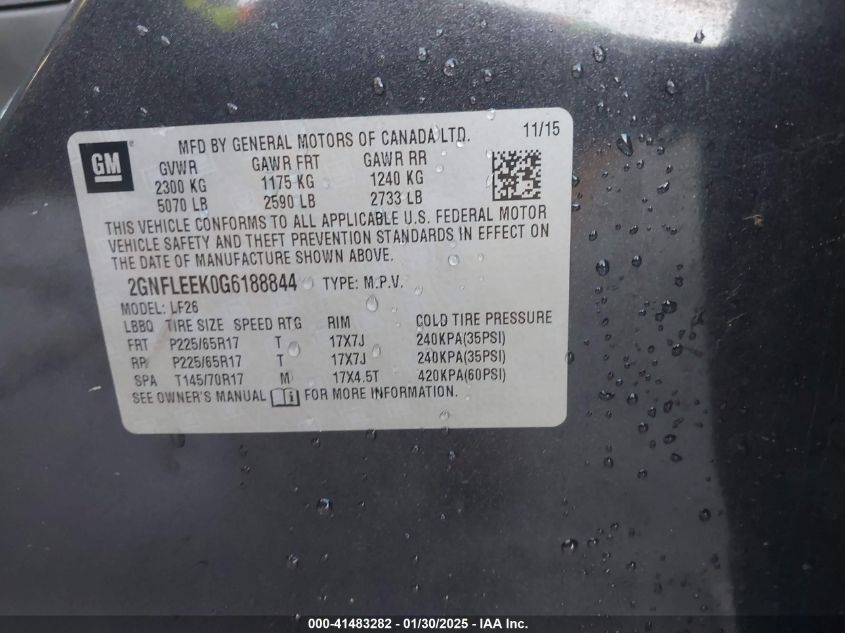 GM
MFD BY GENERAL MOTORS OF CANADA LTD. 11/15
GVWR GAWR FRT GAWR RR
2300 KG 1175 KG 1240 KG
5070 LB 2590 LB 2733 LB
THIS VEHICLE CONFORMS TO ALL APPLICABLE U.S. FEDERAL MOTOR
VEHICLE SAFETY AND THEFT PREVENTION STANDARDS IN EFFECT ON
THE DATE OF MANUFACTURE SHOWN ABOVE.
2GNFLEEK0G6188844 TYPE: M.P.V.
MODEL: LF26
LBBQ TIRE SIZE SPEED RTG RIM COLD TIRE PRESSURE
FRT P225/65R17 T 17X7J 240KPA(35PSI)
RR P225/65R17 T 17X7J 240KPA(35PSI)
SPA T145/70R17 M 17X4.5T 420KPA(60PSI)
SEE OWNER'S MANUAL FOR MORE INFORMATION.
000-41483282 - 01/30/2025 - IAA Inc.